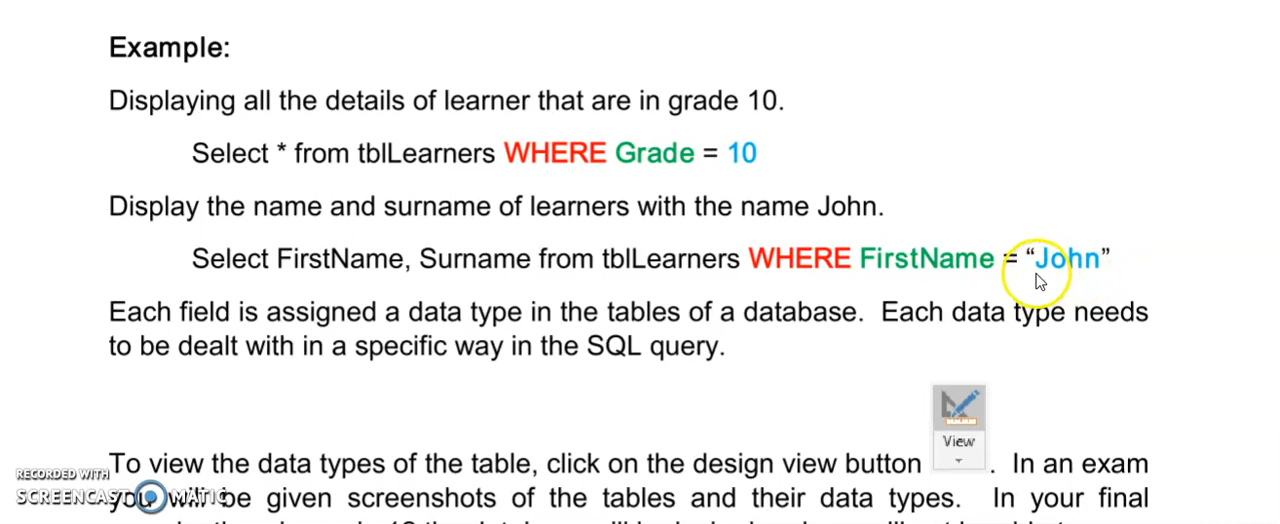 Example:
Displaying all the details of learner that are in grade 10.
Select * from tblLearners WHERE Grade = 10
Display the name and surname of learners with the name John.
Select FirstName, Surname from tblLearners WHERE FirstName = “John”
Each field is assigned a data type in the tables of a database. Each data type needs
to be dealt with in a specific way in the SQL query.
View
To view the data types of the table, click on the design view button . In an exam
RECORDED WITH
you will be given screenshots of the tables and their data types. In your final
SCREENCAST MATIC